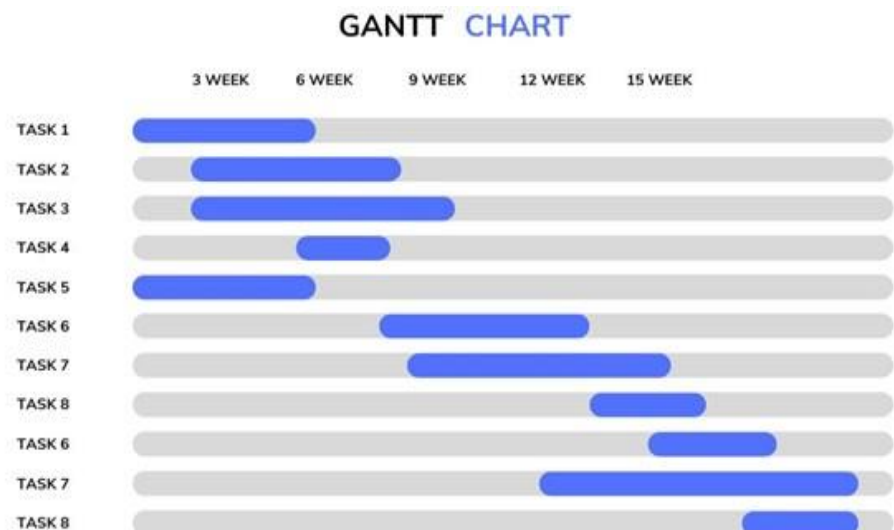 GANTT CHART
3 WEEK 6 WEEK 9 WEEK 12 WEEK 15 WEEK
TASK 1
TASK 2
TASK 3
TASK 4
TASK 5
TASK 6
TASK 7
TASK 8
TASK 6
TASK 7
TASK 8